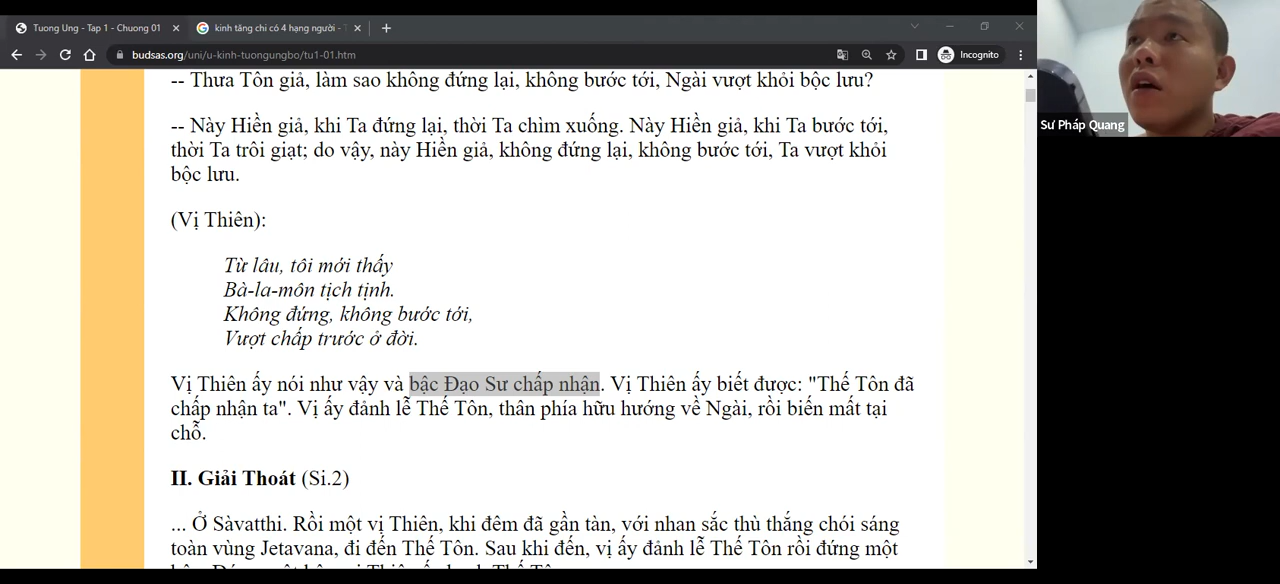 Tuong Ung - Tap 1 - Chuong 01
kinh tăng chi có 4 hạng người -
budsas.org/uni/u-kinh-tuongungbo/tu1-01.htm
Incognito
-- Thưa Tôn giả, làm sao không đứng lại, không bước tới, Ngài vượt khỏi bộc lưu?
-- Này Hiền giả, khi Ta đứng lại, thời Ta chìm xuống. Này Hiền giả, khi Ta bước tới,
thời Ta trôi giạt; do vậy, này Hiền giả, không đứng lại, không bước tới, Ta vượt khỏi
bộc lưu.
(Vị Thiên):
Từ lâu, tôi mới thấy
Bà-la-môn tịch tịnh.
Không đứng, không bước tới,
Vượt chấp trước ở đời.
Vị Thiên ấy nói như vậy và bậc Đạo Sư chấp nhận. Vị Thiên ấy biết được: "Thế Tôn đã
chấp nhận ta". Vị ấy đảnh lễ Thế Tôn, thân phía hữu hướng về Ngài, rồi biến mất tại
chỗ.
II. Giải Thoát (Si.2)
... Ở Sàvatthi. Rồi một vị Thiên, khi đêm đã gần tàn, với nhan sắc thù thắng chói sáng
toàn vùng Jetavana, đi đến Thế Tôn. Sau khi đến, vị ấy đảnh lễ Thế Tôn rồi đứng một
Sư Pháp Quang